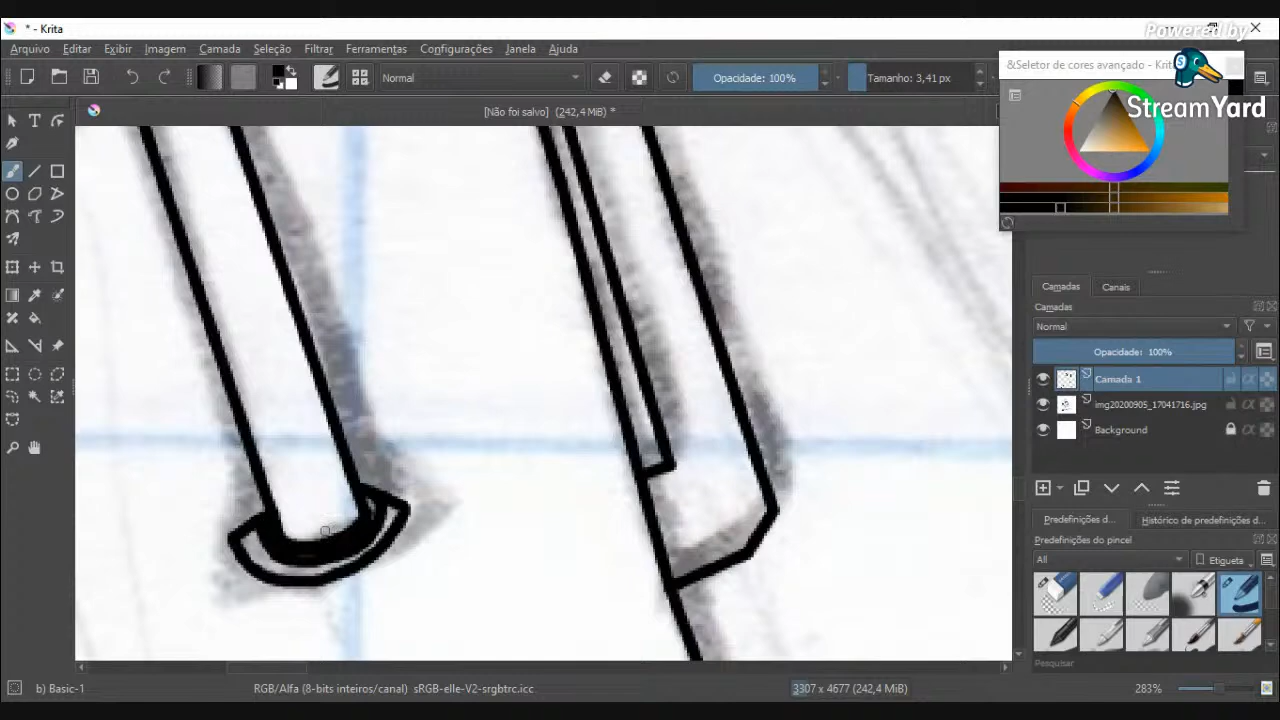 * - Krita
Powered by
StreamYard
Arquivo Editar Exibir Imagem Camada Seleção Filtrar Ferramentas Configurações Janela Ajuda
Normal Opacidade: 100% Tamanho: 3,41 px
&Seletor de cores avançado - Krita
[Não foi salvo] (242,4 MiB) *
Camadas Canais
Camadas
Normal
Opacidade: 100%
Camada 1
img20200905_17041716.jpg
Background
Predefinições d... Histórico de predefinições d...
Predefinições do pincel
All Etiqueta
Pesquisar
b) Basic-1 RGB/Alfa (8-bits inteiros/canal) sRGB-elle-V2-srgbtrc.icc 3307 x 4677 (242,4 MiB) 283%